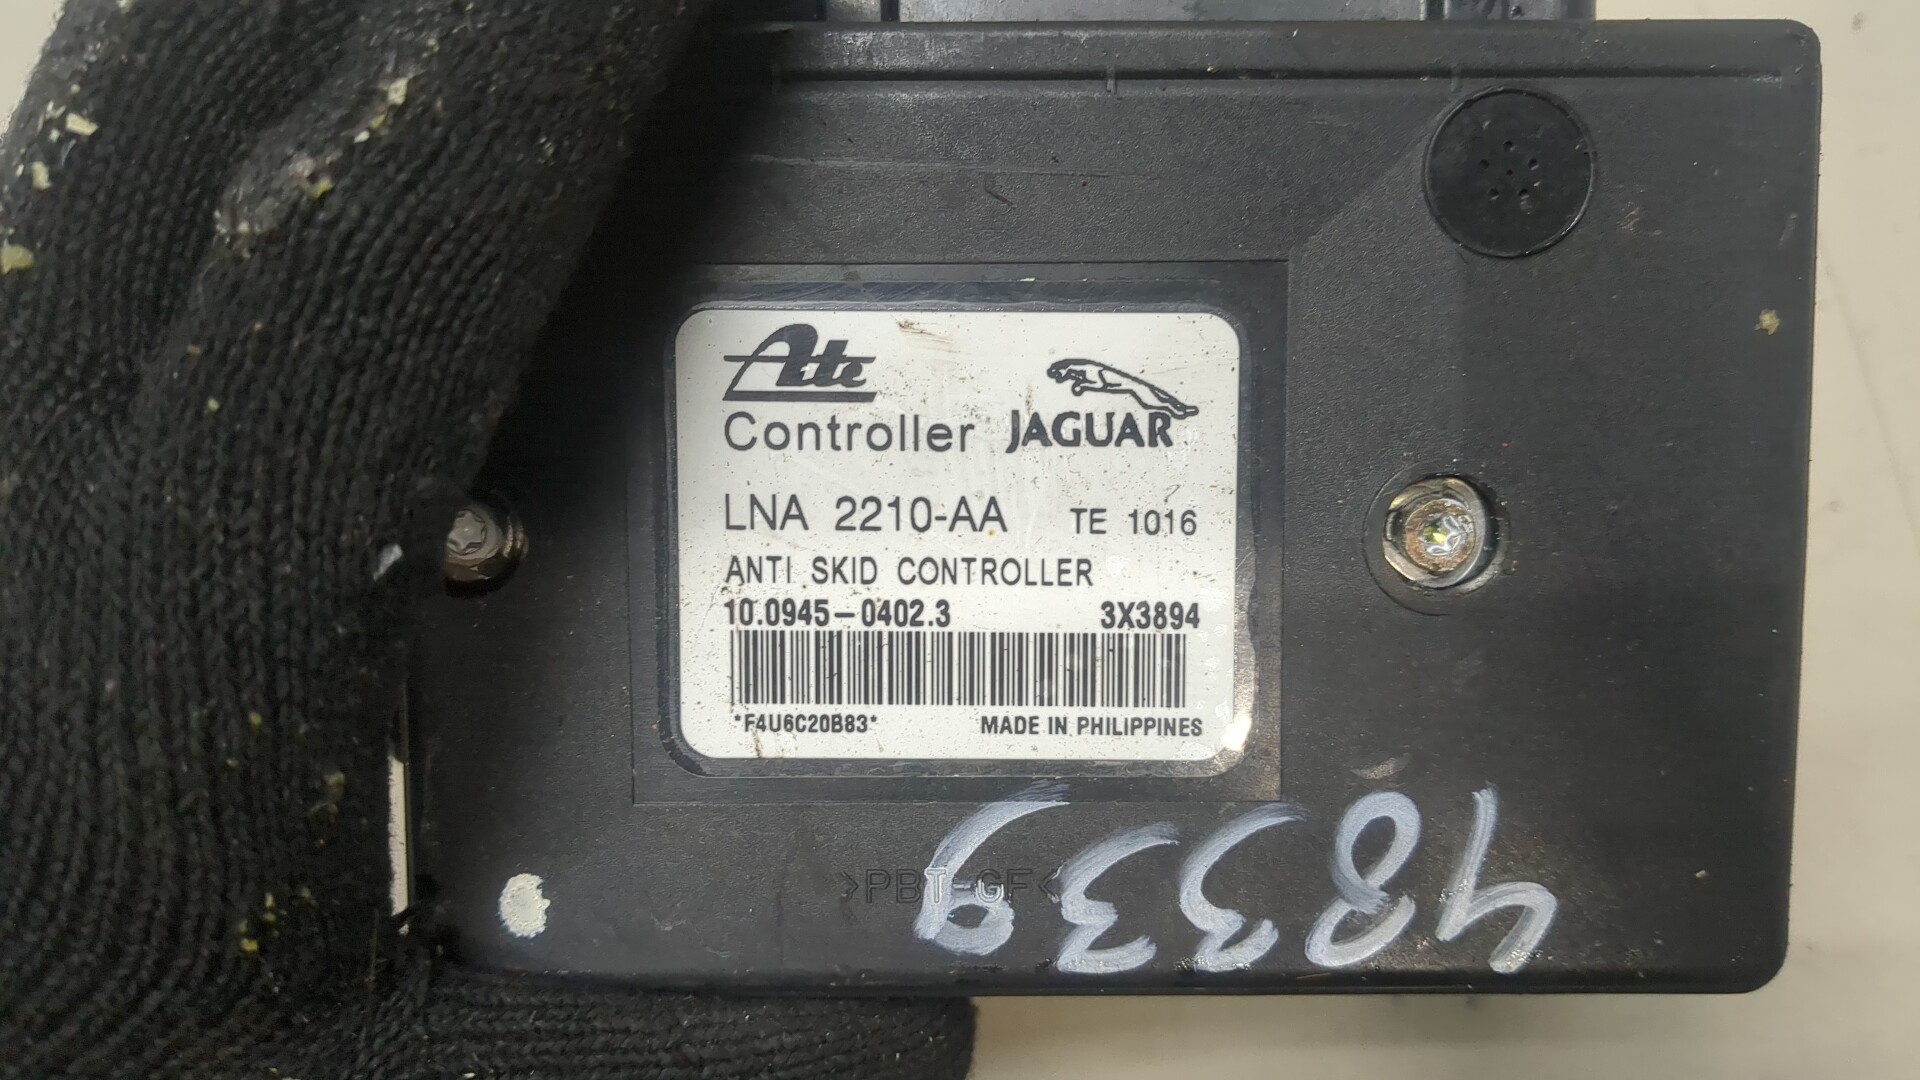 Ate
Controller JAGUAR
LNA 2210-AA TE 1016
ANTI SKID CONTROLLER
10.0945-0402.3 3X3894
*F4U6C20B83* MADE IN PHILIPPINES
>PBT-GF<
48339